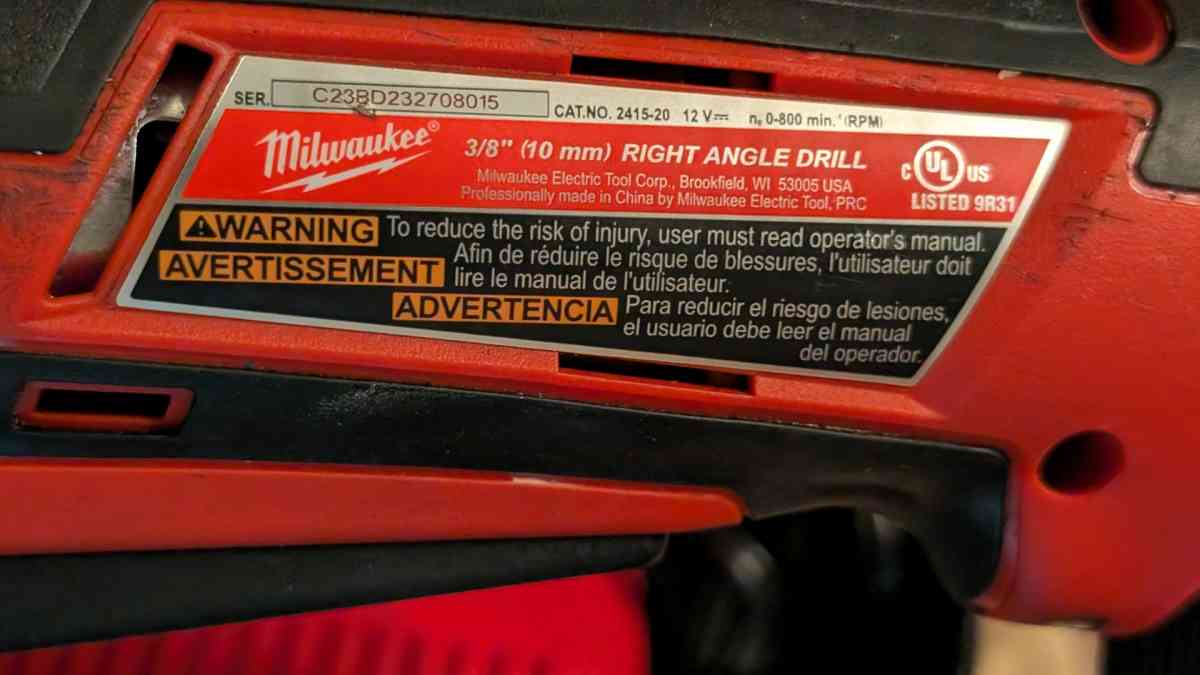 SER. C23BD232708015 CAT.NO. 2415-20 12 V⎓ n₀ 0-800 min.⁻¹(RPM)
Milwaukee® 3/8" (10 mm) RIGHT ANGLE DRILL
Milwaukee Electric Tool Corp., Brookfield, WI 53005 USA
Professionally made in China by Milwaukee Electric Tool, PRC
C UL US
LISTED 9R31
WARNING To reduce the risk of injury, user must read operator's manual.
AVERTISSEMENT Afin de réduire le risque de blessures, l'utilisateur doit
lire le manual de l'utilisateur.
ADVERTENCIA Para reducir el riesgo de lesiones,
el usuario debe leer el manual
del operador.